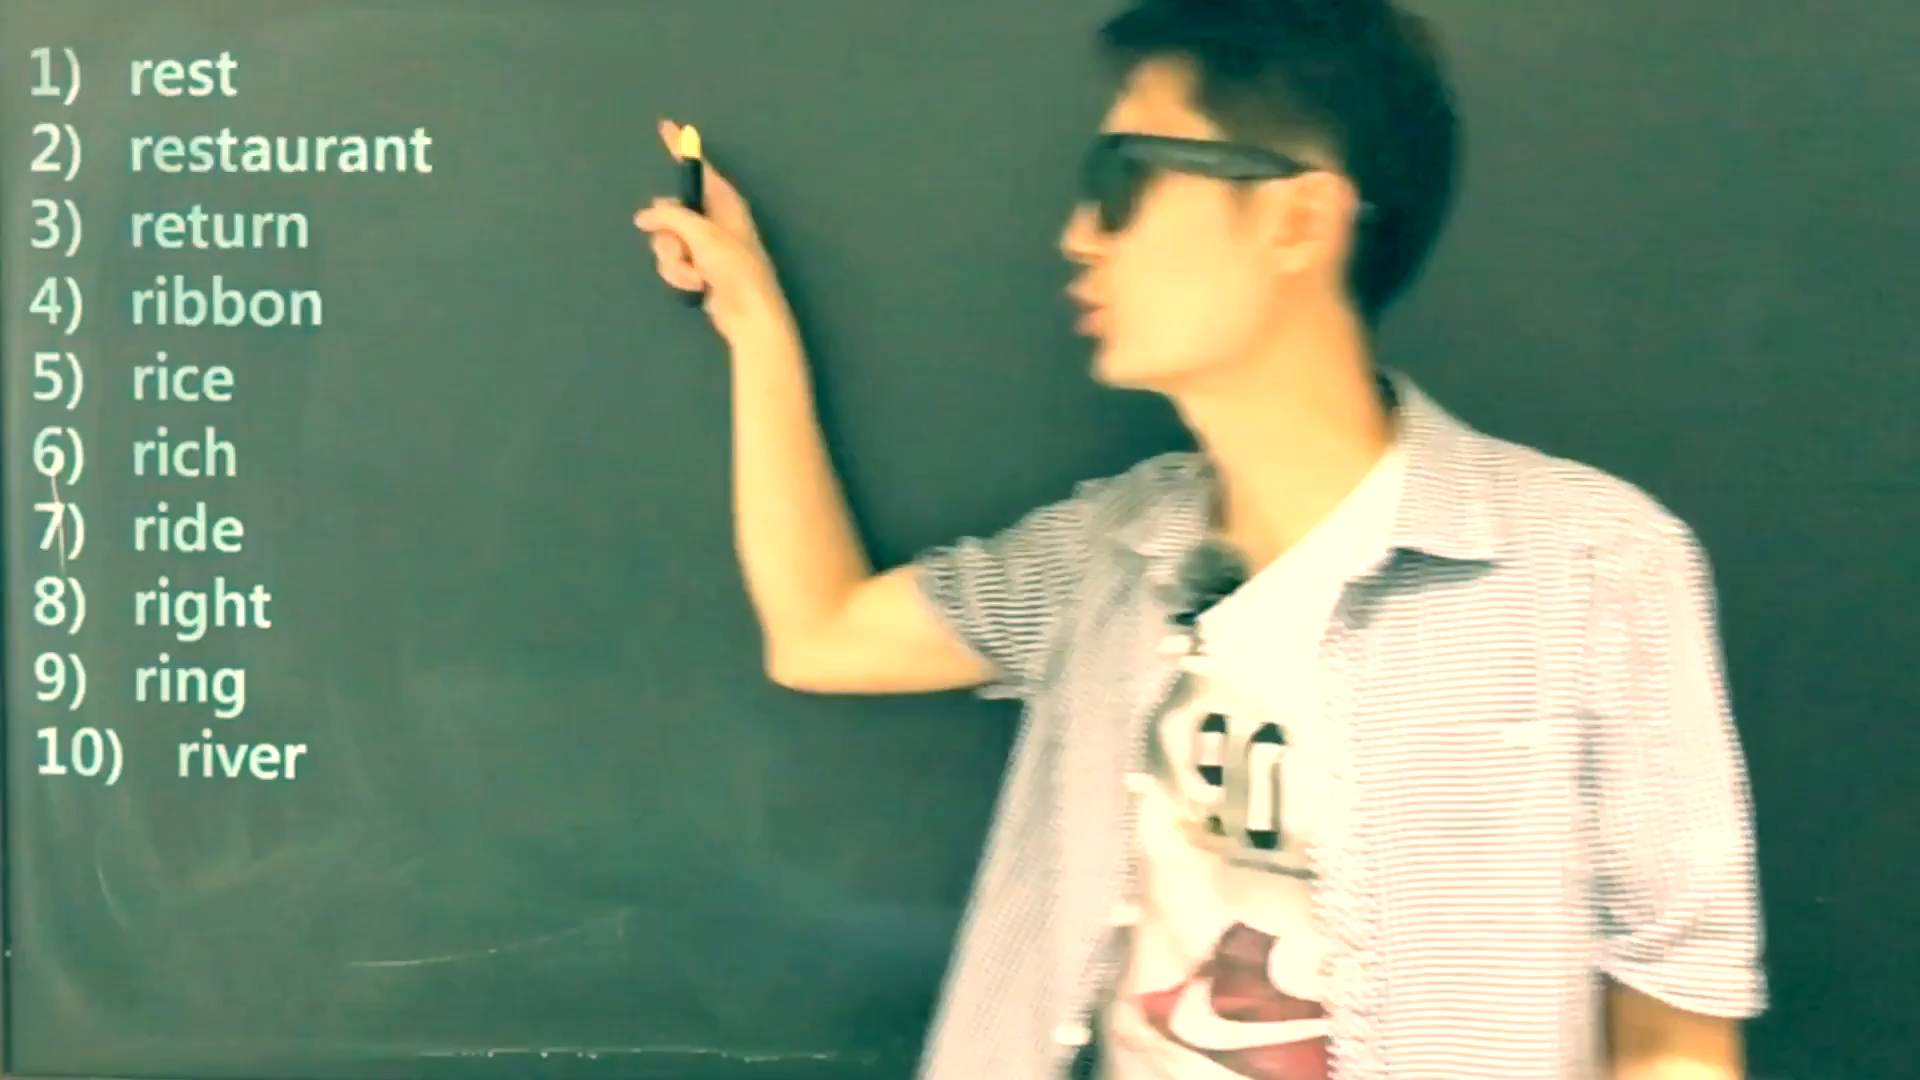 1) rest
2) restaurant
3) return
4) ribbon
5) rice
6) rich
7) ride
8) right
9) ring
10) river
90